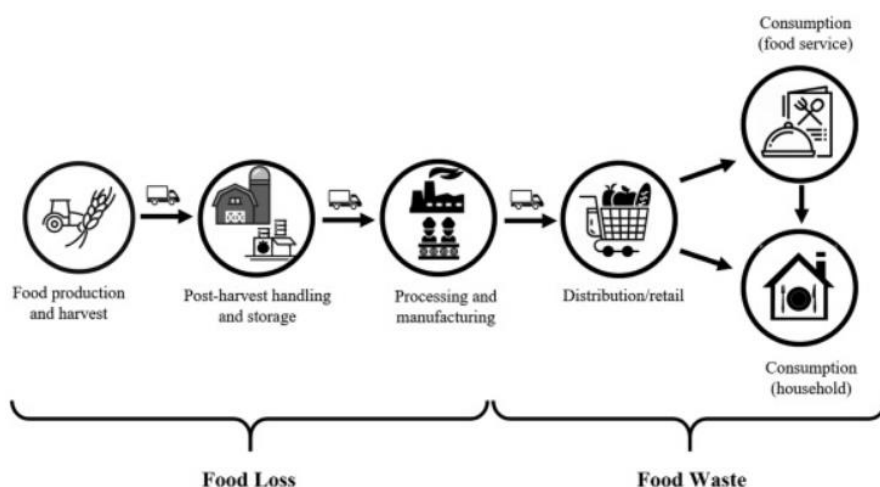 Consumption
(food service)
Food production
and harvest
Post-harvest handling
and storage
Processing and
manufacturing
Distribution/retail
Consumption
(household)
Food Loss
Food Waste